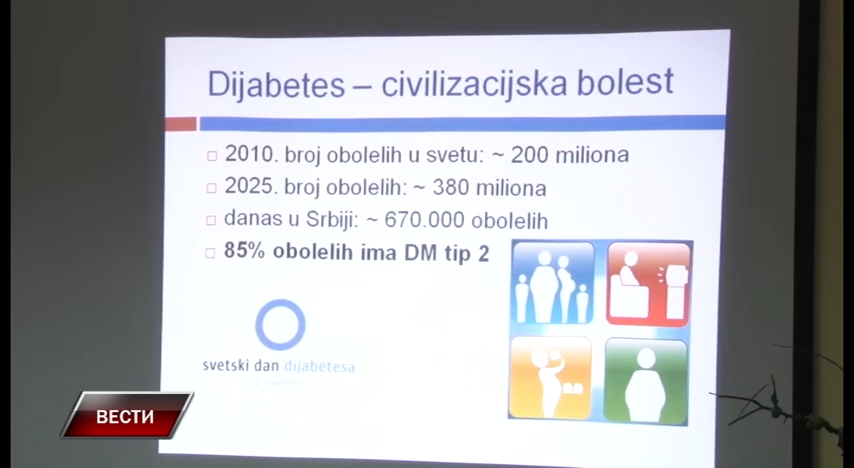 Dijabetes – civilizacijska bolest
2010. broj obolelih u svetu: ~ 200 miliona
2025. broj obolelih: ~ 380 miliona
danas u Srbiji: ~ 670.000 obolelih
85% obolelih ima DM tip 2
svetski dan dijabetesa
ВЕСТИ